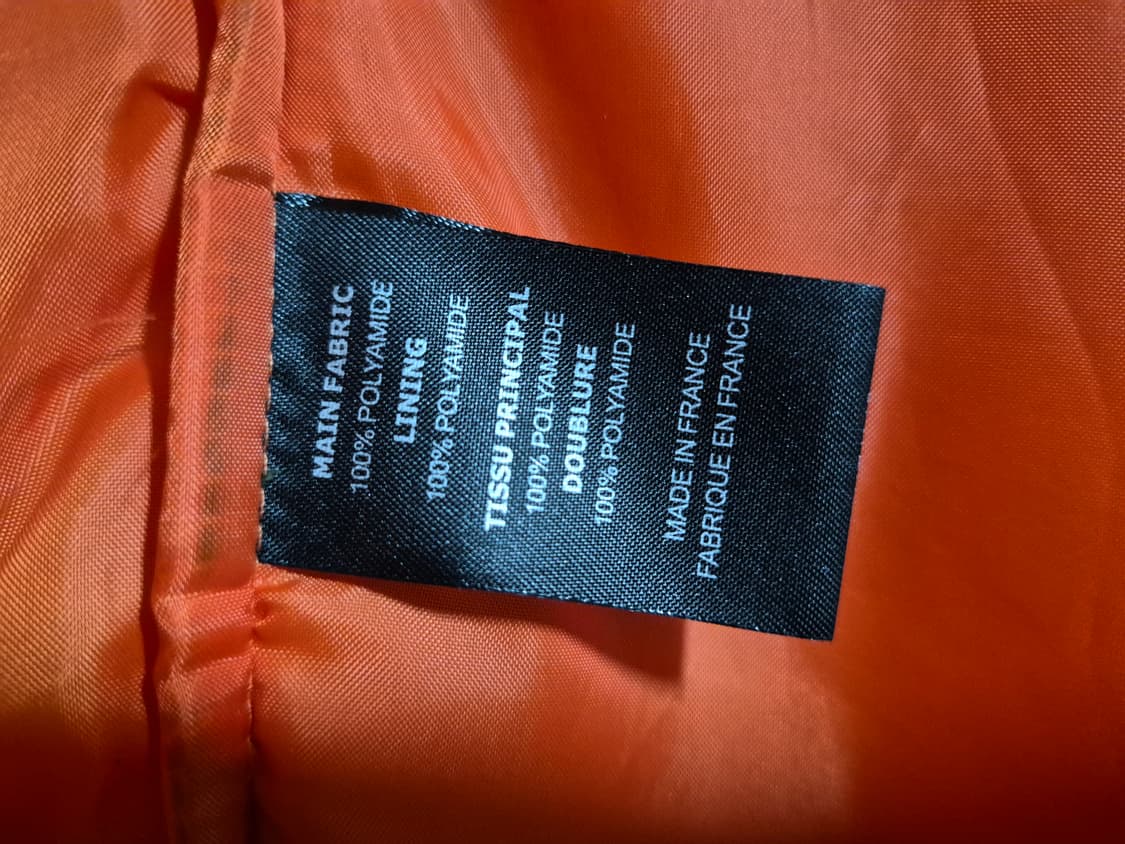 MAIN FABRIC
100% POLYAMIDE
LINING
100% POLYAMIDE
TISSU PRINCIPAL
100% POLYAMIDE
DOUBLURE
100% POLYAMIDE
MADE IN FRANCE
FABRIQUE EN FRANCE